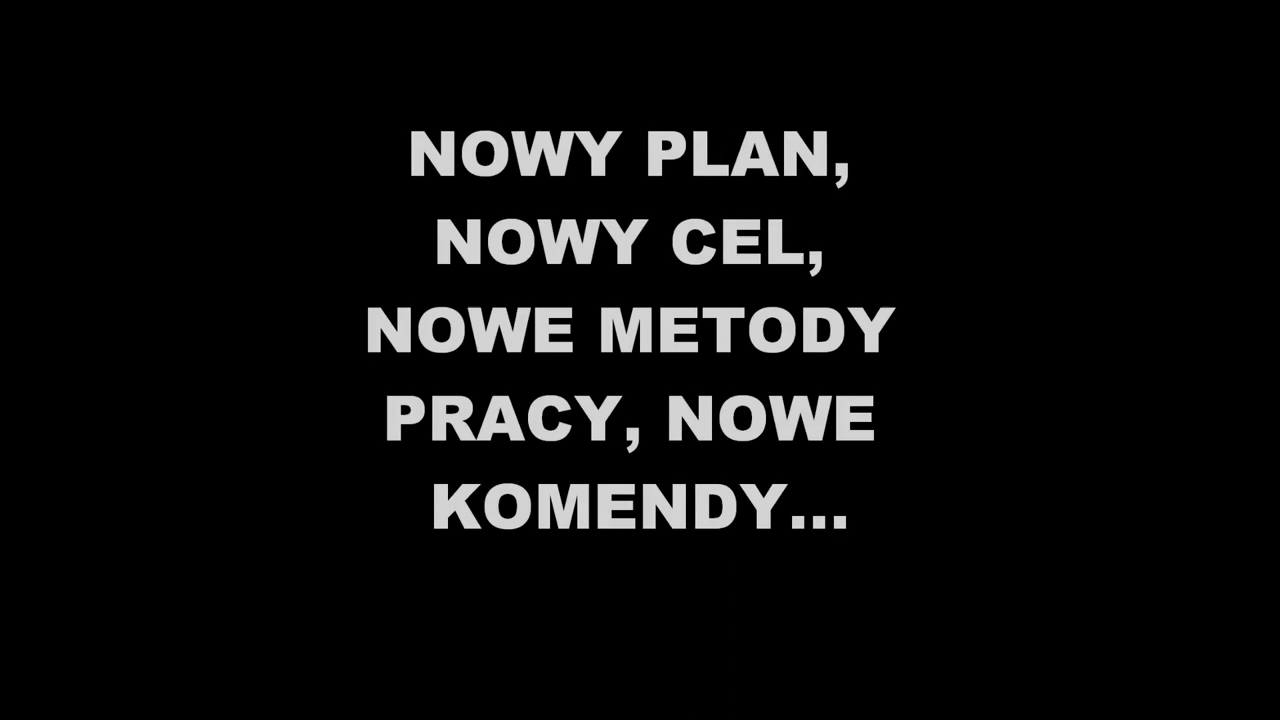 NOWY PLAN,
NOWY CEL,
NOWE METODY
PRACY, NOWE
KOMENDY...